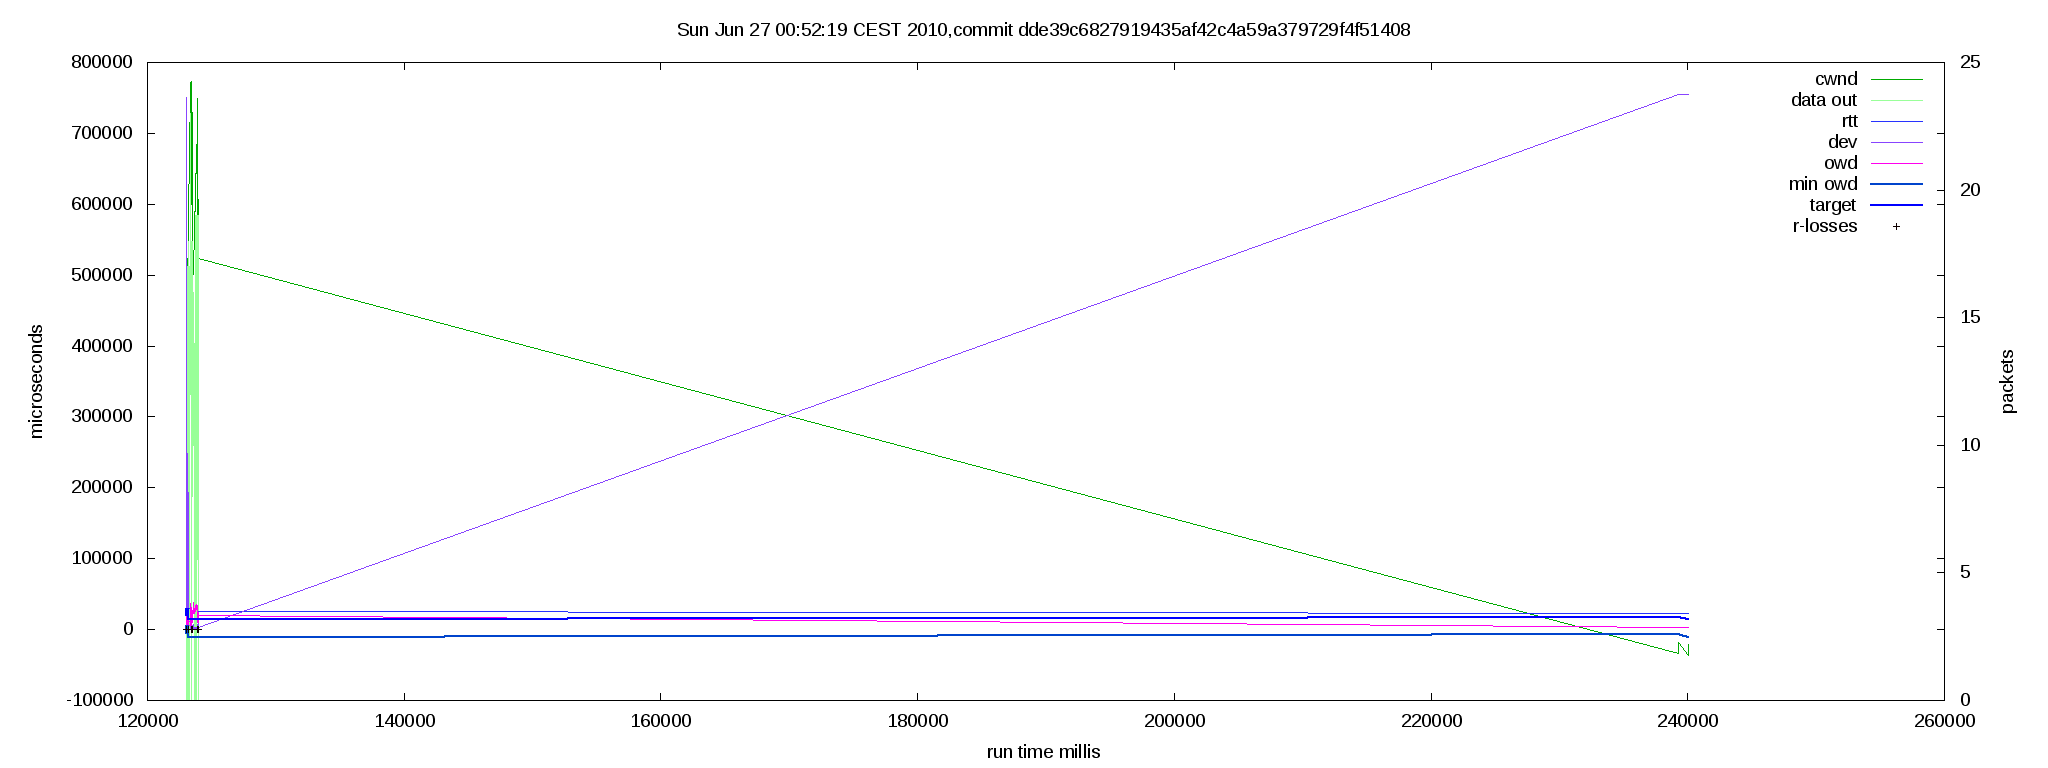 Sun Jun 27 00:52:19 CEST 2010,commit dde39c6827919435af42c4a59a379729f4f51408
800000
700000
600000
500000
400000
300000
200000
100000
0
-100000
microseconds
25
20
15
10
5
0
packets
cwnd
data out
rtt
dev
owd
min owd
target
r-losses
120000 140000 160000 180000 200000 220000 240000 260000
run time millis